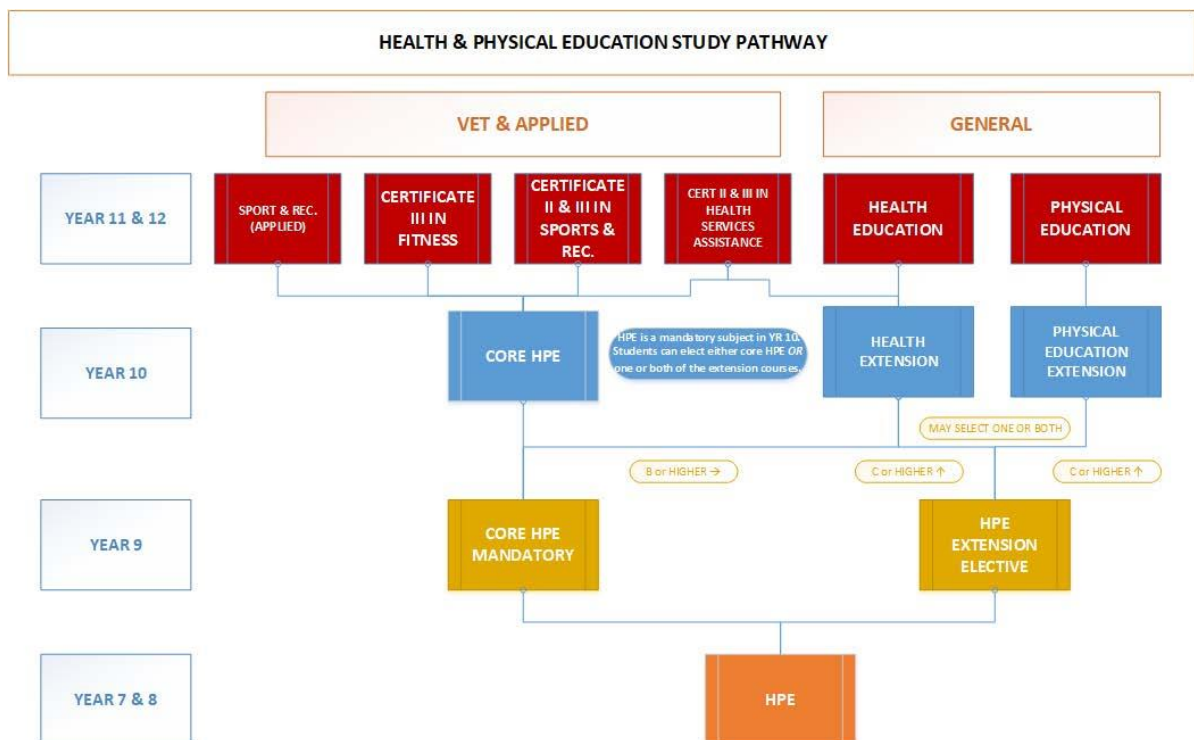 HEALTH & PHYSICAL EDUCATION STUDY PATHWAY
VET & APPLIED
GENERAL
YEAR 11 & 12
SPORT & REC.
(APPLIED)
CERTIFICATE
III IN
FITNESS
CERTIFICATE
II & III IN
SPORTS &
REC.
CERT II & III IN
HEALTH
SERVICES
ASSISTANCE
HEALTH
EDUCATION
PHYSICAL
EDUCATION
YEAR 10
CORE HPE
HPE is a mandatory subject in YR 10.
Students can elect either core HPE OR
one or both of the extension courses.
HEALTH
EXTENSION
PHYSICAL
EDUCATION
EXTENSION
MAY SELECT ONE OR BOTH
B or HIGHER →
C or HIGHER ↑
C or HIGHER ↑
YEAR 9
CORE HPE
MANDATORY
HPE
EXTENSION
ELECTIVE
YEAR 7 & 8
HPE